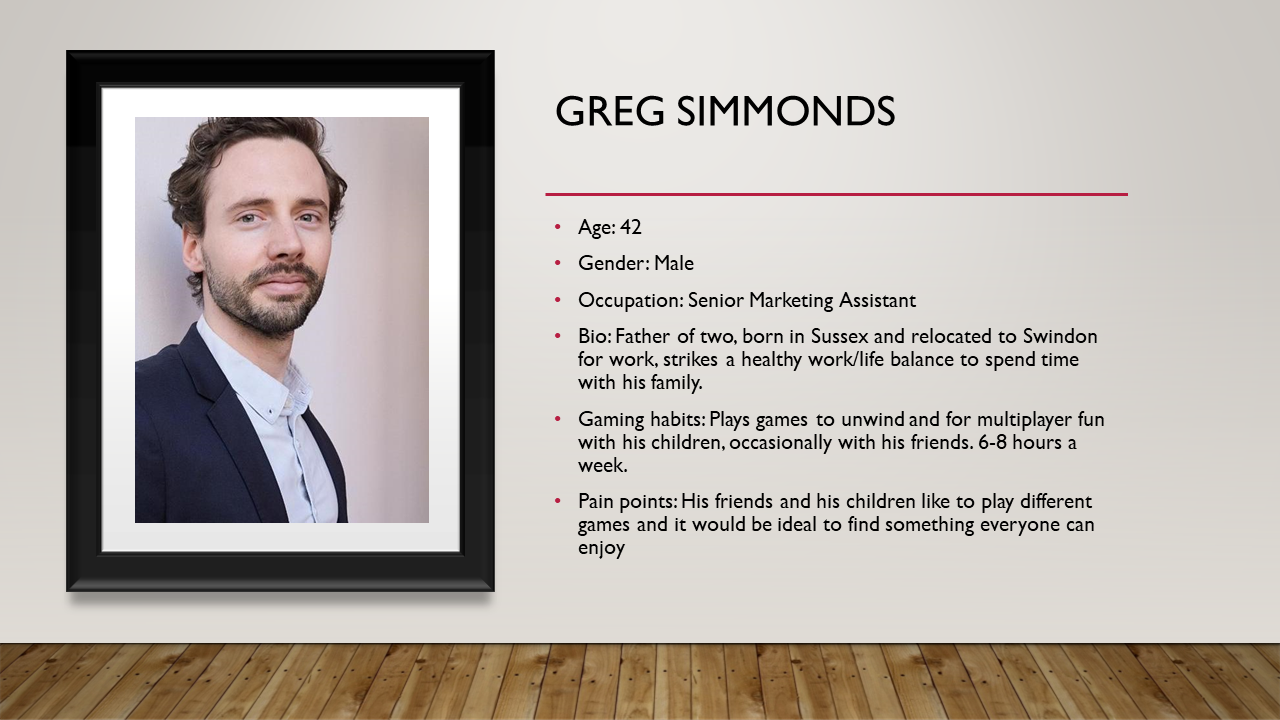 GREG SIMMONDS
• Age: 42
• Gender: Male
• Occupation: Senior Marketing Assistant
• Bio: Father of two, born in Sussex and relocated to Swindon
for work, strikes a healthy work/life balance to spend time
with his family.
• Gaming habits: Plays games to unwind and for multiplayer fun
with his children, occasionally with his friends. 6-8 hours a
week.
• Pain points: His friends and his children like to play different
games and it would be ideal to find something everyone can
enjoy